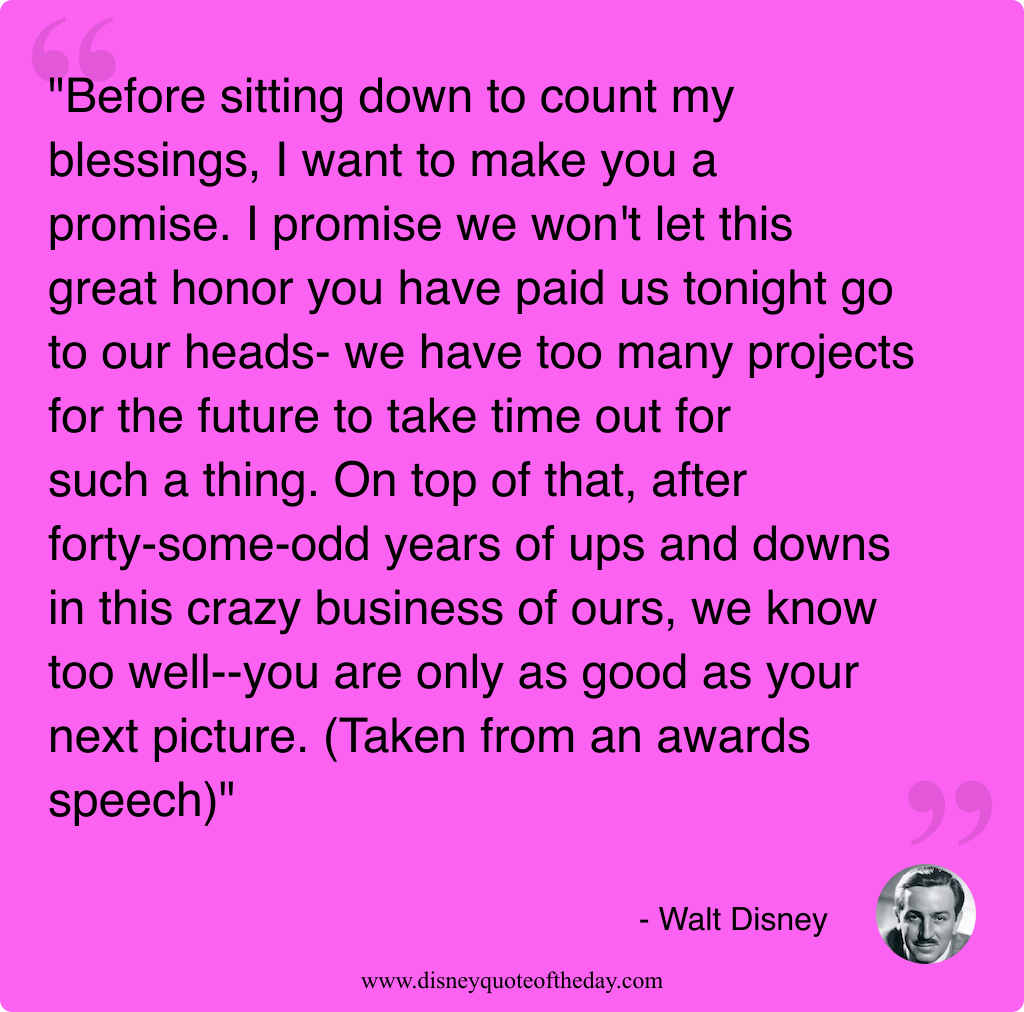 "Before sitting down to count my
blessings, I want to make you a
promise. I promise we won't let this
great honor you have paid us tonight go
to our heads- we have too many projects
for the future to take time out for
such a thing. On top of that, after
forty-some-odd years of ups and downs
in this crazy business of ours, we know
too well--you are only as good as your
next picture. (Taken from an awards
speech)"
- Walt Disney
www.disneyquoteoftheday.com